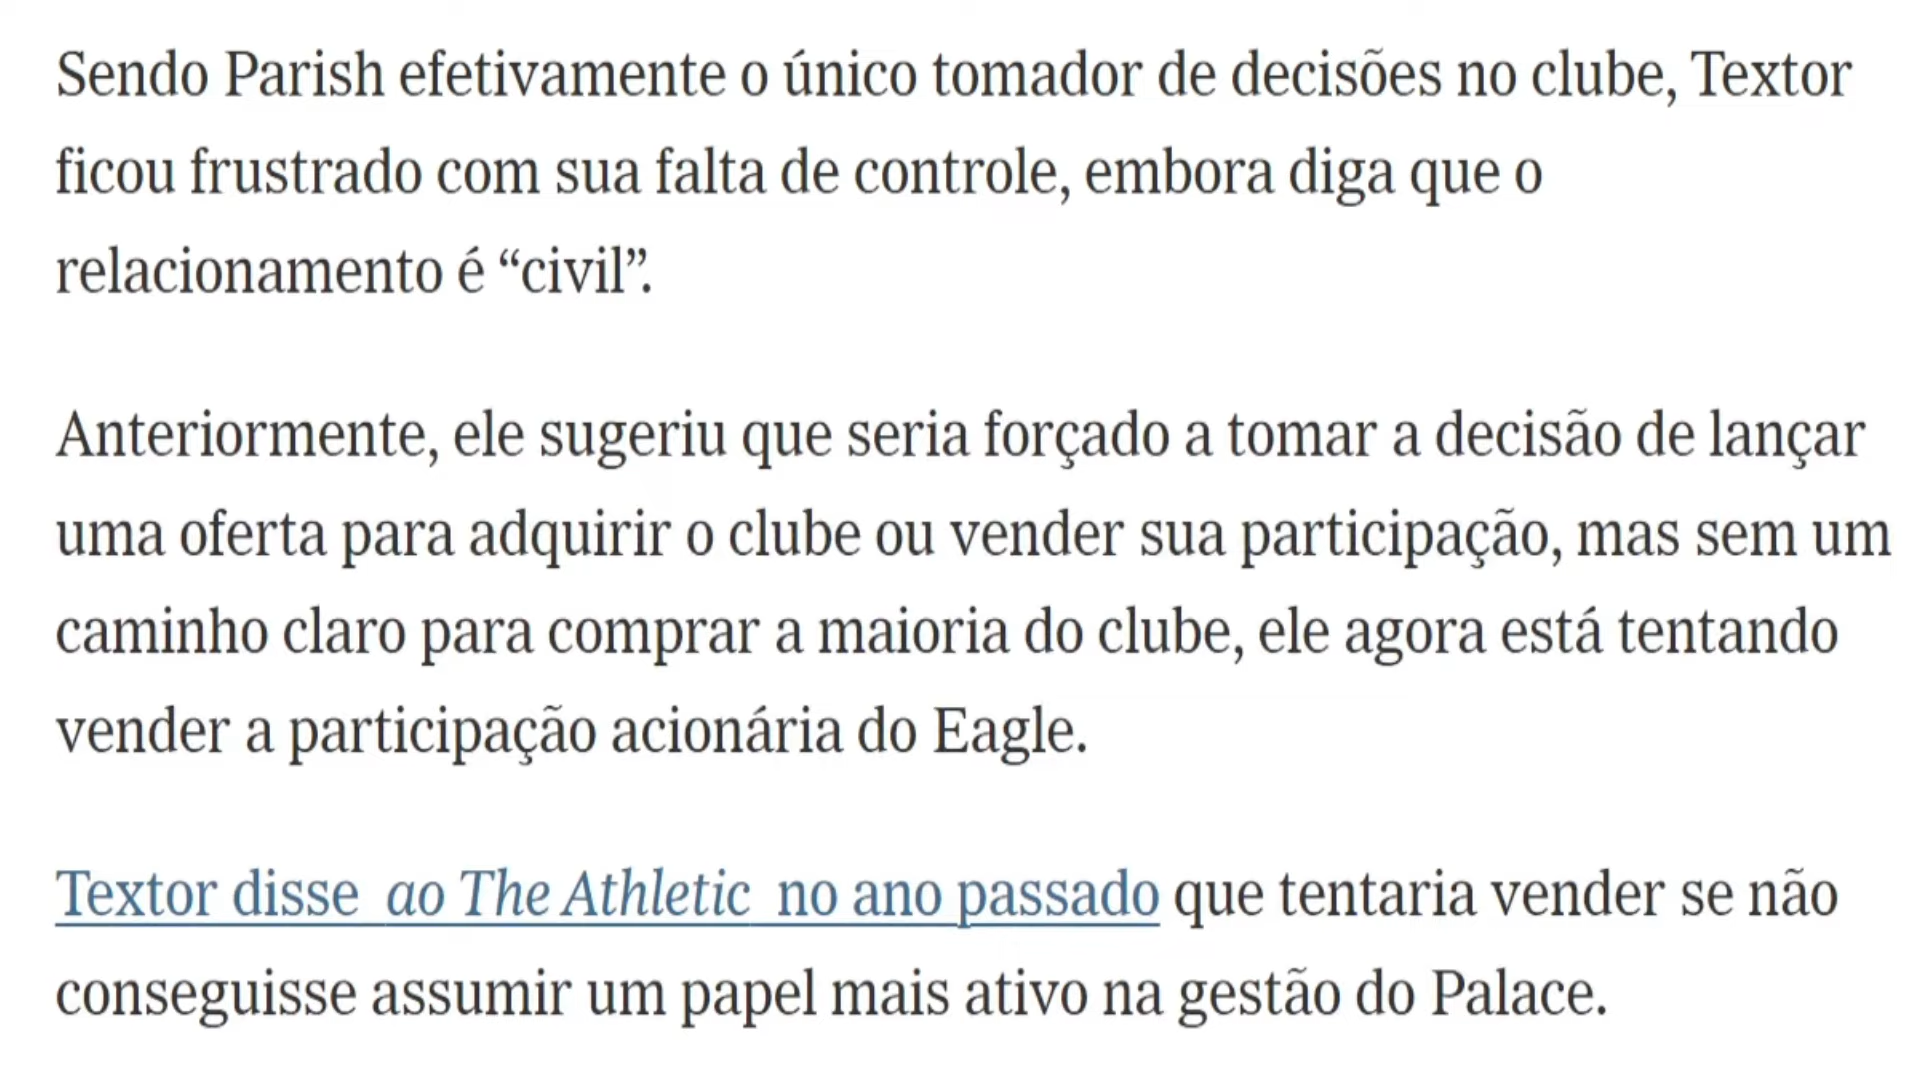 Sendo Parish efetivamente o único tomador de decisões no clube, Textor
ficou frustrado com sua falta de controle, embora diga que o
relacionamento é “civil”.
Anteriormente, ele sugeriu que seria forçado a tomar a decisão de lançar
uma oferta para adquirir o clube ou vender sua participação, mas sem um
caminho claro para comprar a maioria do clube, ele agora está tentando
vender a participação acionária do Eagle.
Textor disse ao The Athletic no ano passado que tentaria vender se não
conseguisse assumir um papel mais ativo na gestão do Palace.